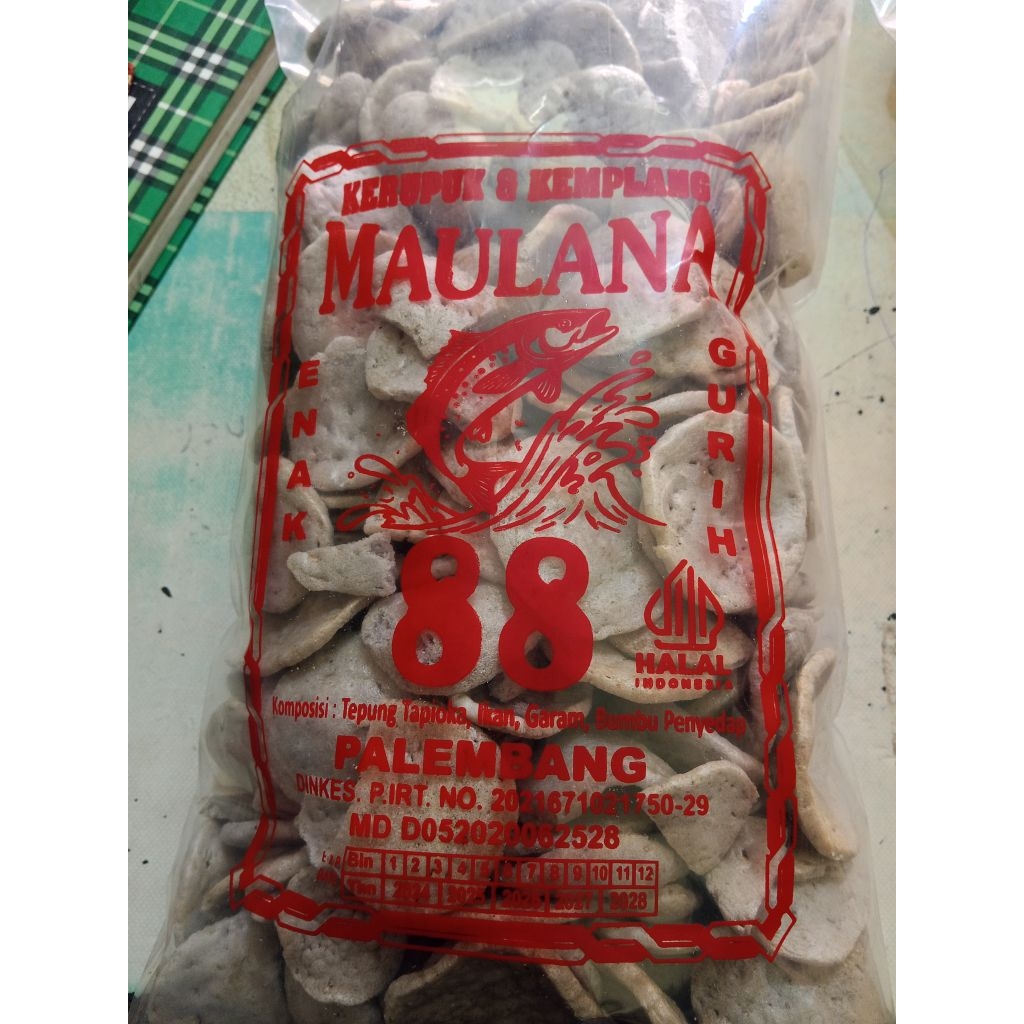 KERUPUK & KEMPLANG
MAULANA
ENAK
GURIH
88
HALAL
INDONESIA
Komposisi : Tepung Tapioka, Ikan, Garam, Bumbu Penyedap
PALEMBANG
DINKES. P.IRT. NO. 2021671021750-29
MD D052020062528
Bln 1 2 3 4 5 6 7 8 9 10 11 12
Thn 2024 2025 2026 2027 2028